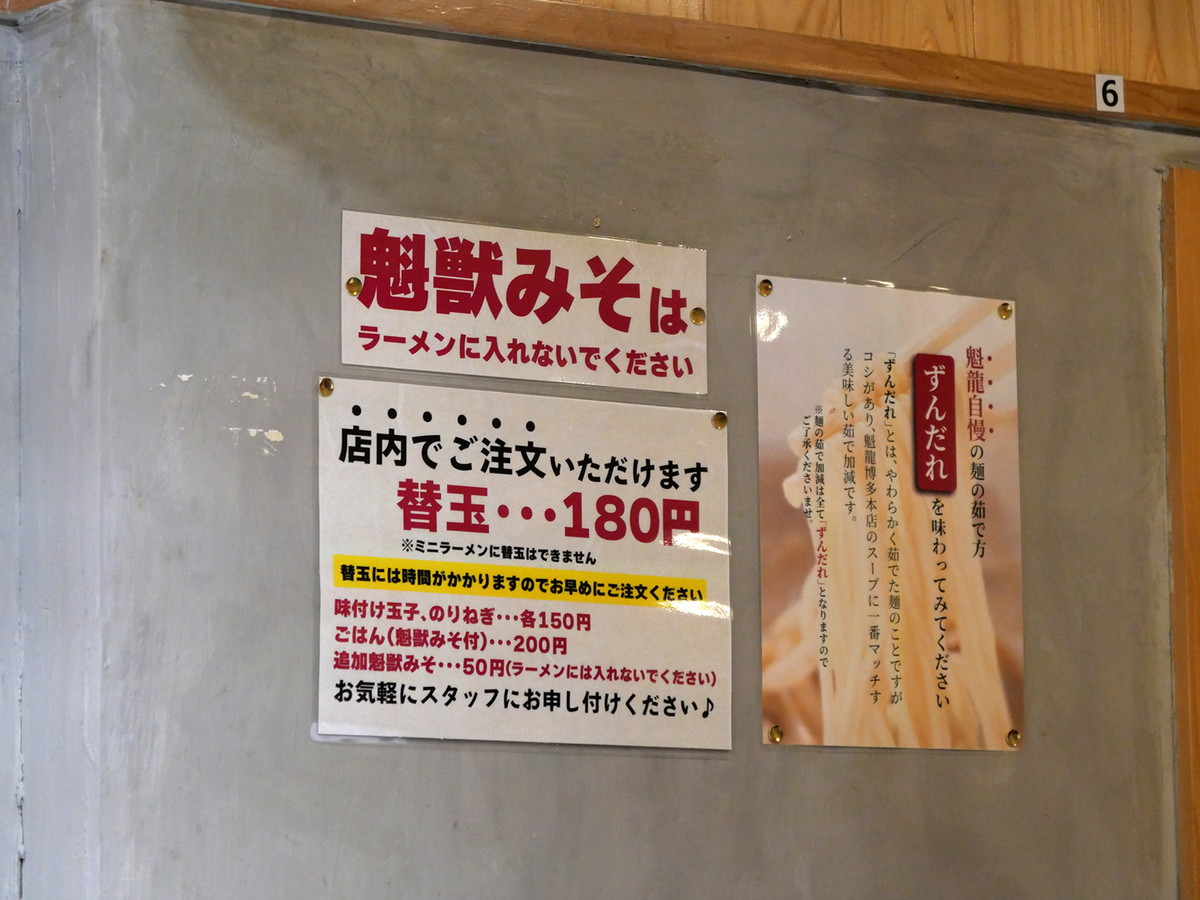 6
魁獣みそは
ラーメンに入れないでください
店内でご注文いただけます
替玉･･･180円
※ミニラーメンに替玉はできません
替玉には時間がかかりますのでお早めにご注文ください
味付け玉子、のりねぎ･･･各150円
ごはん(魁獣みそ付)･･･200円
追加魁獣みそ･･･50円(ラーメンには入れないでください)
お気軽にスタッフにお申し付けください♪
魁龍自慢の麺の茹で方
ずんだれを味わってみてください
「ずんだれ」とは、やわらかく茹でた麺のことですが
コシがあり、魁龍博多本店のスープに一番マッチす
る美味しい茹で加減です。
※麺の茹で加減は全て「ずんだれ」となりますので
ご了承くださいませ。